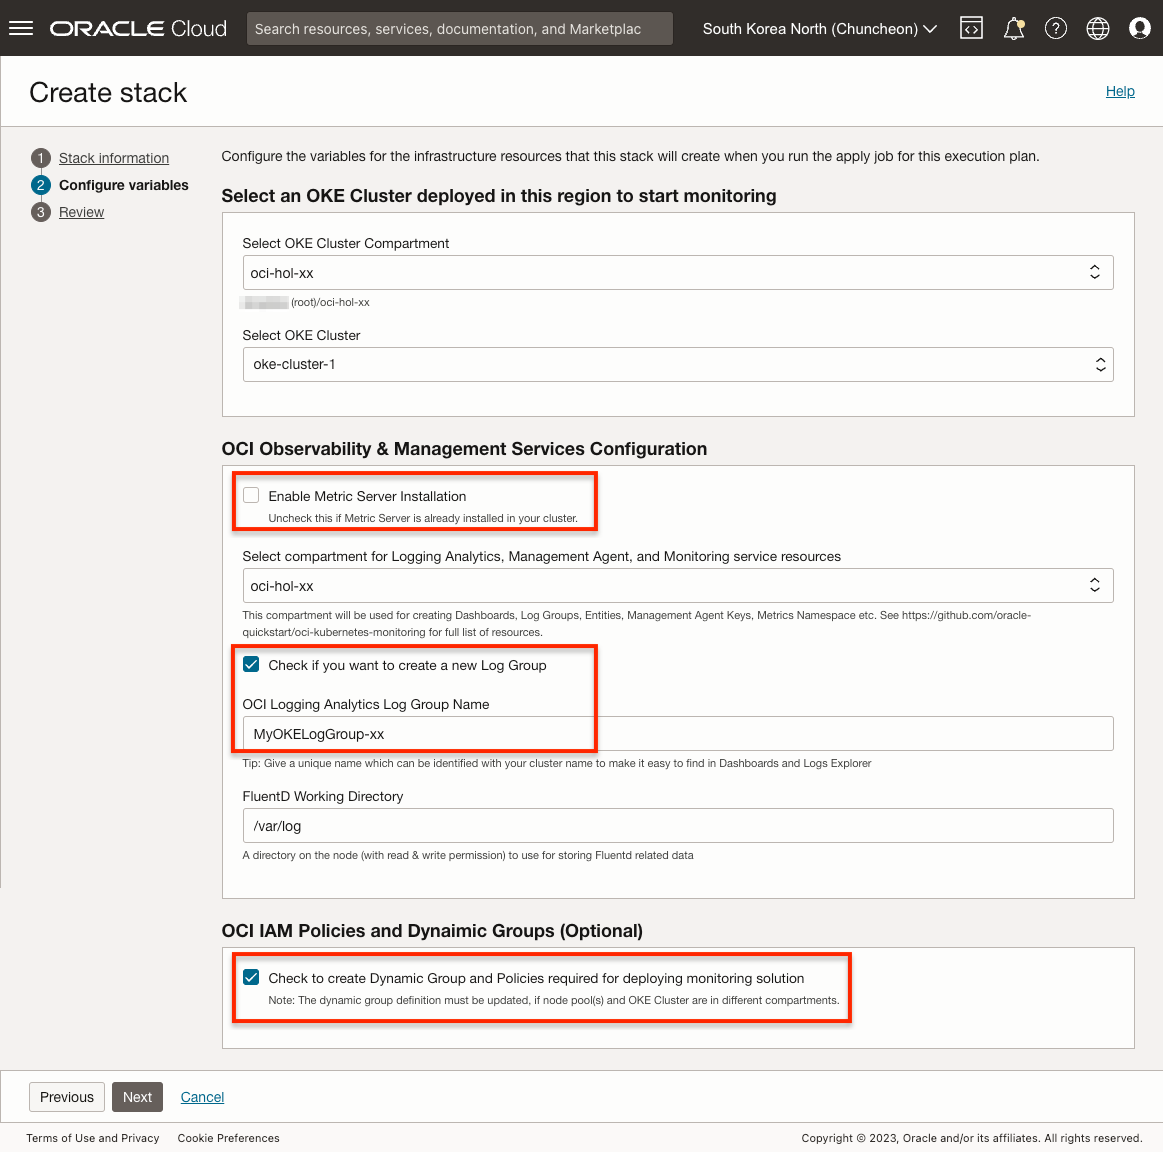 ORACLE Cloud
Search resources, services, documentation, and Marketplac
South Korea North (Chuncheon)
Create stack
Help
1 Stack information
2 Configure variables
3 Review
Configure the variables for the infrastructure resources that this stack will create when you run the apply job for this execution plan.
Select an OKE Cluster deployed in this region to start monitoring
Select OKE Cluster Compartment
oci-hol-xx
(root)/oci-hol-xx
Select OKE Cluster
oke-cluster-1
OCI Observability & Management Services Configuration
Enable Metric Server Installation
Uncheck this if Metric Server is already installed in your cluster.
Select compartment for Logging Analytics, Management Agent, and Monitoring service resources
oci-hol-xx
This compartment will be used for creating Dashboards, Log Groups, Entities, Management Agent Keys, Metrics Namespace etc. See https://github.com/oracle-
quickstart/oci-kubernetes-monitoring for full list of resources.
Check if you want to create a new Log Group
OCI Logging Analytics Log Group Name
MyOKELogGroup-xx
Tip: Give a unique name which can be identified with your cluster name to make it easy to find in Dashboards and Logs Explorer
FluentD Working Directory
/var/log
A directory on the node (with read & write permission) to use for storing Fluentd related data
OCI IAM Policies and Dynaimic Groups (Optional)
Check to create Dynamic Group and Policies required for deploying monitoring solution
Note: The dynamic group definition must be updated, if node pool(s) and OKE Cluster are in different compartments.
Previous
Next
Cancel
Terms of Use and Privacy
Cookie Preferences
Copyright © 2023, Oracle and/or its affiliates. All rights reserved.